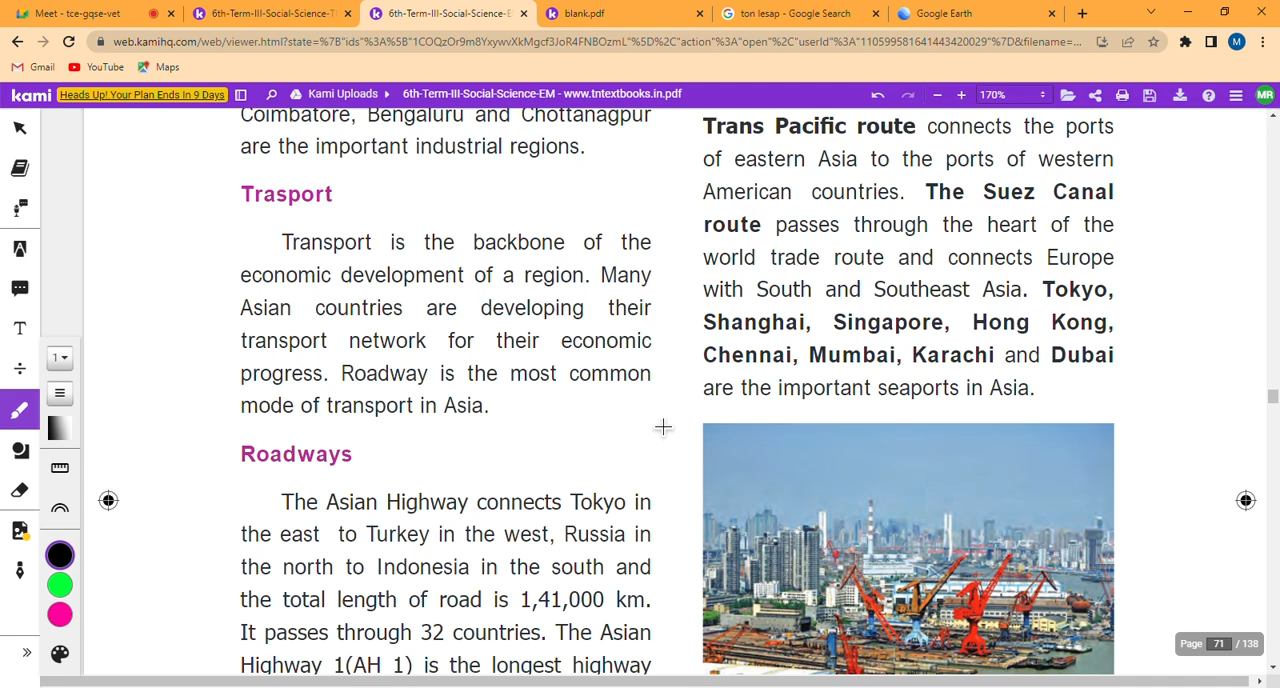 Meet - tce-gqse-vet
6th-Term-III-Social-Science-T
6th-Term-III-Social-Science-E
blank.pdf
ton lesap - Google Search
Google Earth
web.kamihq.com/web/viewer.html?state=%7B"ids"%3A%5B"1COQzOr9m8YxywvXkMgcf3JoR4FNBOzmL"%5D%2C"action"%3A"open"%2C"userId"%3A"110599581641443420029"%7D&filename=...
M
Gmail
YouTube
Maps
kami
Heads Up! Your Plan Ends In 9 Days
Kami Uploads
6th-Term-III-Social-Science-EM - www.tntextbooks.in.pdf
170%
MR
Coimbatore, Bengaluru and Chottanagpur
are the important industrial regions.
Trasport
Transport is the backbone of the
economic development of a region. Many
Asian countries are developing their
transport network for their economic
progress. Roadway is the most common
mode of transport in Asia.
Roadways
The Asian Highway connects Tokyo in
the east to Turkey in the west, Russia in
the north to Indonesia in the south and
the total length of road is 1,41,000 km.
It passes through 32 countries. The Asian
Highway 1(AH 1) is the longest highway
Trans Pacific route connects the ports
of eastern Asia to the ports of western
American countries. The Suez Canal
route passes through the heart of the
world trade route and connects Europe
with South and Southeast Asia. Tokyo,
Shanghai, Singapore, Hong Kong,
Chennai, Mumbai, Karachi and Dubai
are the important seaports in Asia.
1
Page 71 / 138